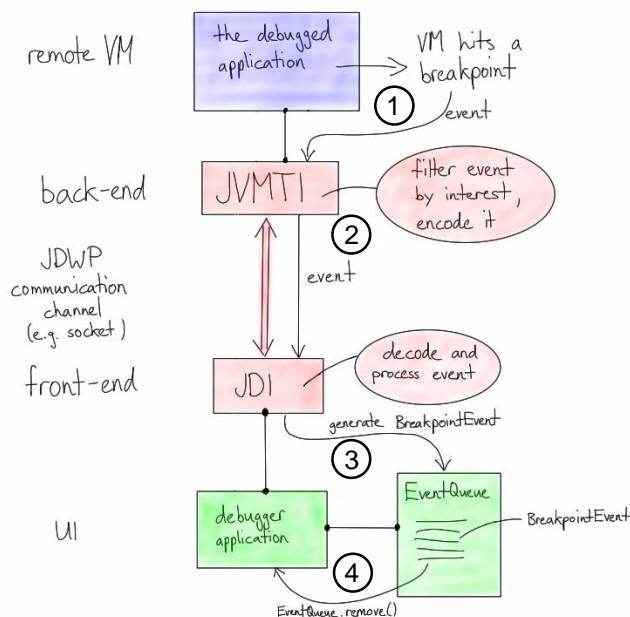 remote VM
the debugged
application
VM hits a
breakpoint
1
event
back-end
JVMTI
filter event
by interest,
encode it
2
JDWP
communication
channel
(e.g. socket)
event
front-end
JDI
decode and
process event
generate BreakpointEvent
3
EventQueue
BreakpointEvent
UI
debugger
application
4
EventQueue.remove()